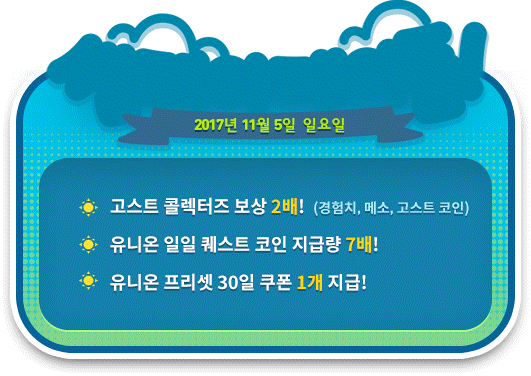 2017년 11월 5일 일요일
고스트 콜렉터즈 보상 2배! (경험치, 메소, 고스트 코인)
유니온 일일 퀘스트 코인 지급량 7배!
유니온 프리셋 30일 쿠폰 1개 지급!